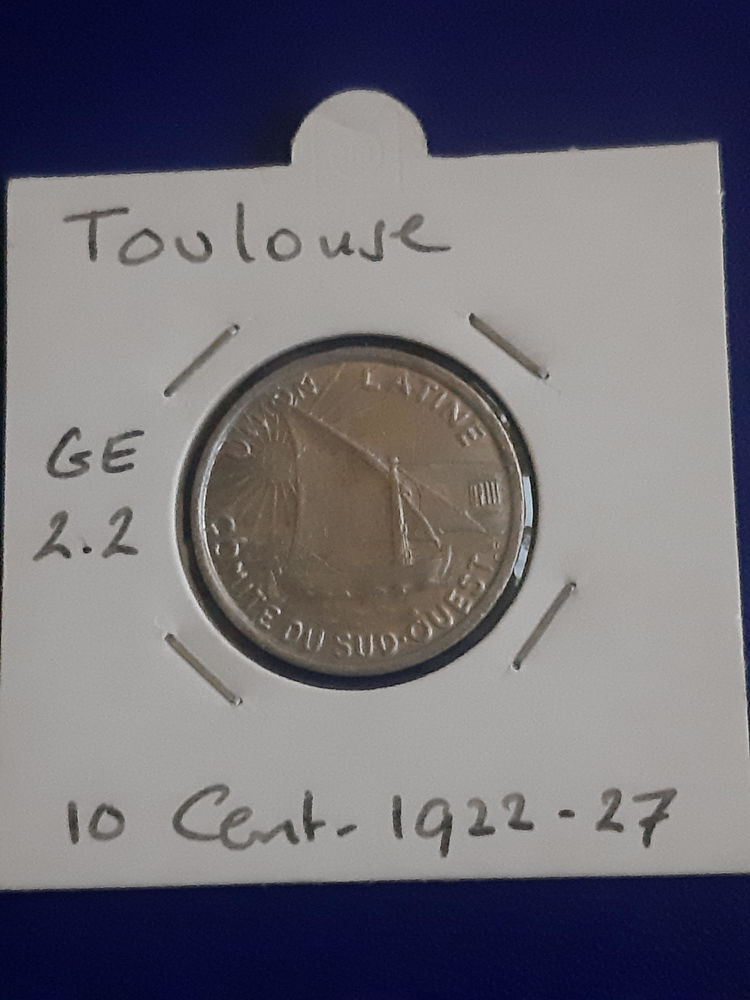 Toulouse
UNION LATINE
GE
2.2
COMITE DU SUD-OUEST
10 Cent. 1922-27